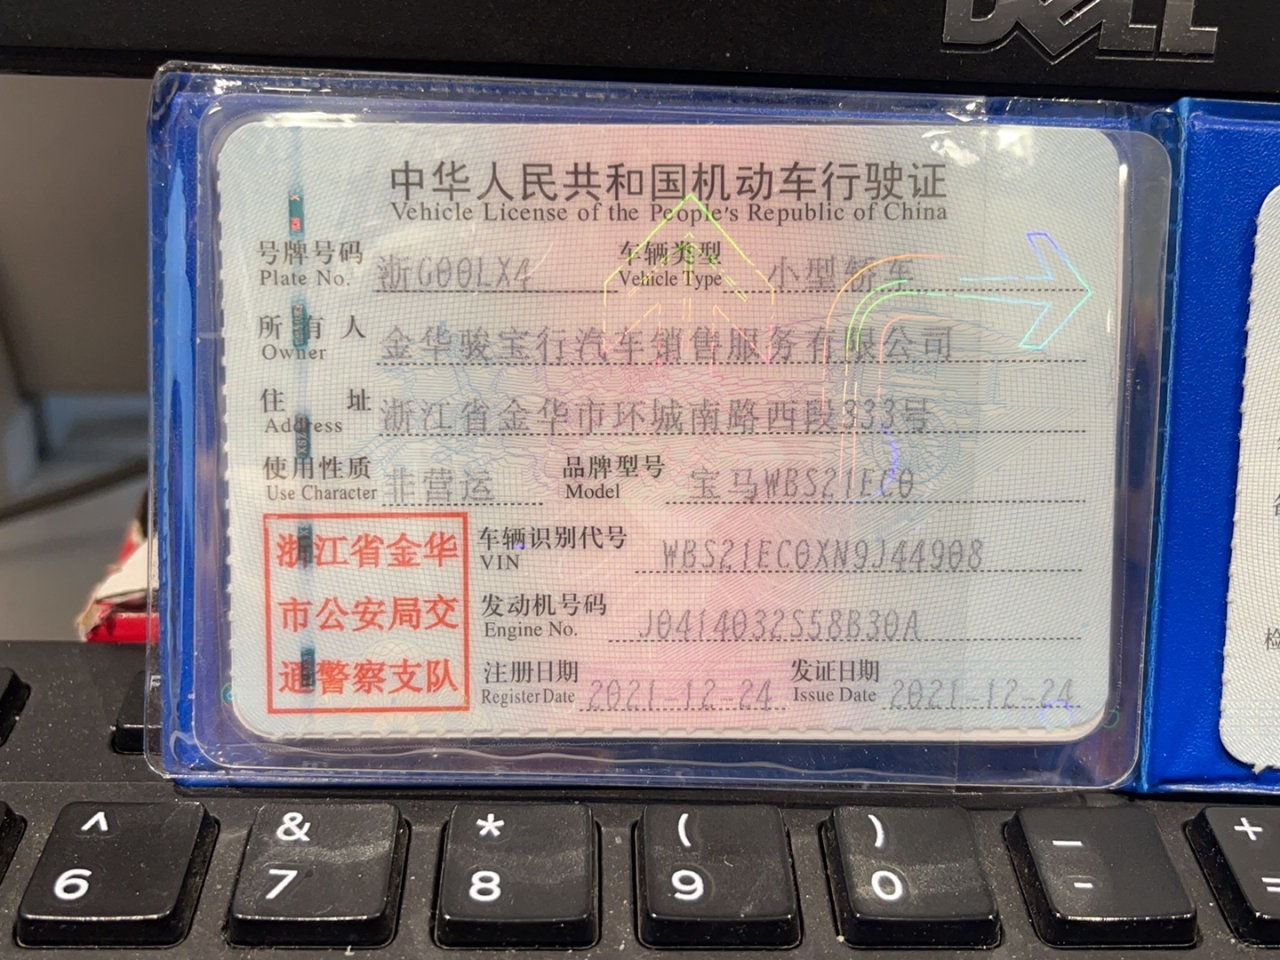 DELL
中华人民共和国机动车行驶证
Vehicle License of the People's Republic of China
号牌号码 浙G00LX4 车辆类型 小型轿车
Plate No. Vehicle Type
所有人 金华骏宝行汽车销售服务有限公司
Owner
住址 浙江省金华市环城南路西段333号
Address
使用性质 非营运 品牌型号 宝马WBS21EC0
Use Character Model
浙江省金华
市公安局交
通警察支队
车辆识别代号 WBS21EC0XN9J44908
VIN
发动机号码 J0414032S58B30A
Engine No.
注册日期 2021-12-24 发证日期 2021-12-24
Register Date Issue Date
^ & * ( ) _ +
6 7 8 9 0 - =